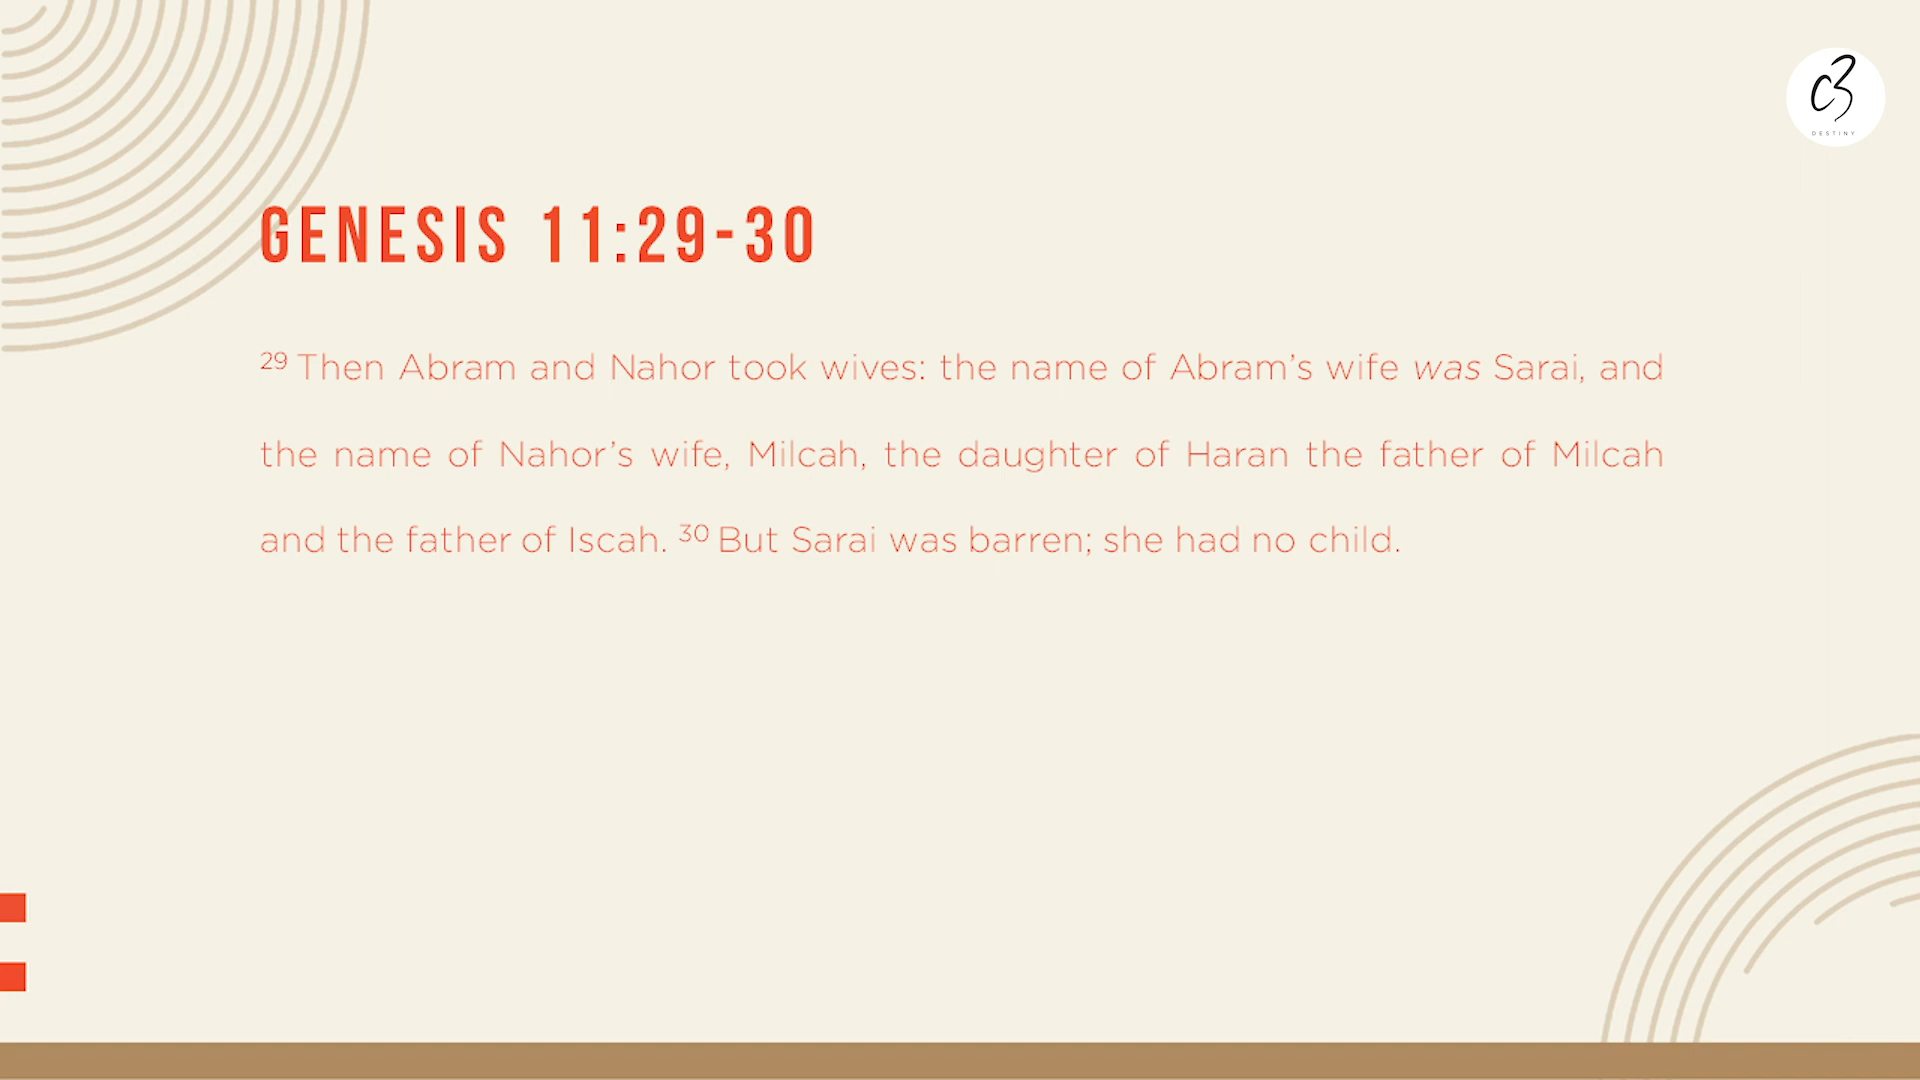 C3
DESTINY
GENESIS 11:29-30
29 Then Abram and Nahor took wives: the name of Abram’s wife was Sarai, and
the name of Nahor’s wife, Milcah, the daughter of Haran the father of Milcah
and the father of Iscah. 30 But Sarai was barren; she had no child.